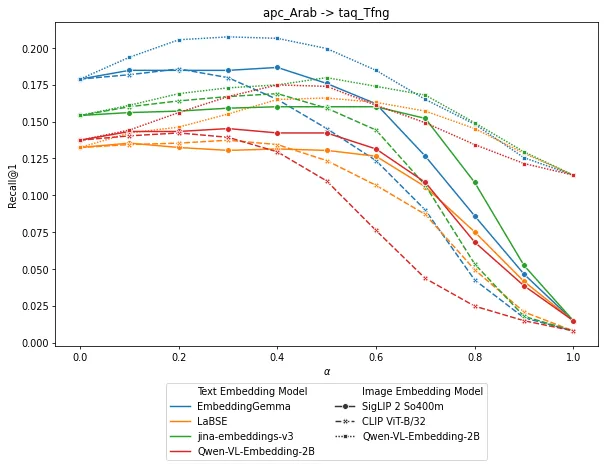 apc_Arab -> taq_Tfng
Recall@1
0.200
0.175
0.150
0.125
0.100
0.075
0.050
0.025
0.000
0.0 0.2 0.4 0.6 0.8 1.0
α
Text Embedding Model
EmbeddingGemma
LaBSE
jina-embeddings-v3
Qwen-VL-Embedding-2B
Image Embedding Model
SigLIP 2 So400m
CLIP ViT-B/32
Qwen-VL-Embedding-2B